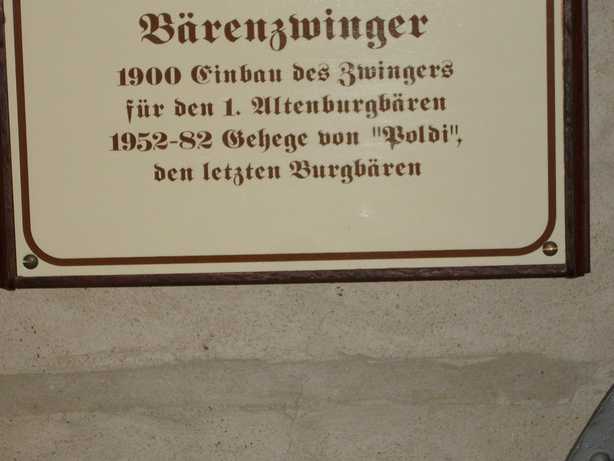 Bärenzwinger
1900 Einbau des Zwingers
für den 1. Altenburgbären
1952-82 Gehege von "Poldi",
den letzten Burgbären